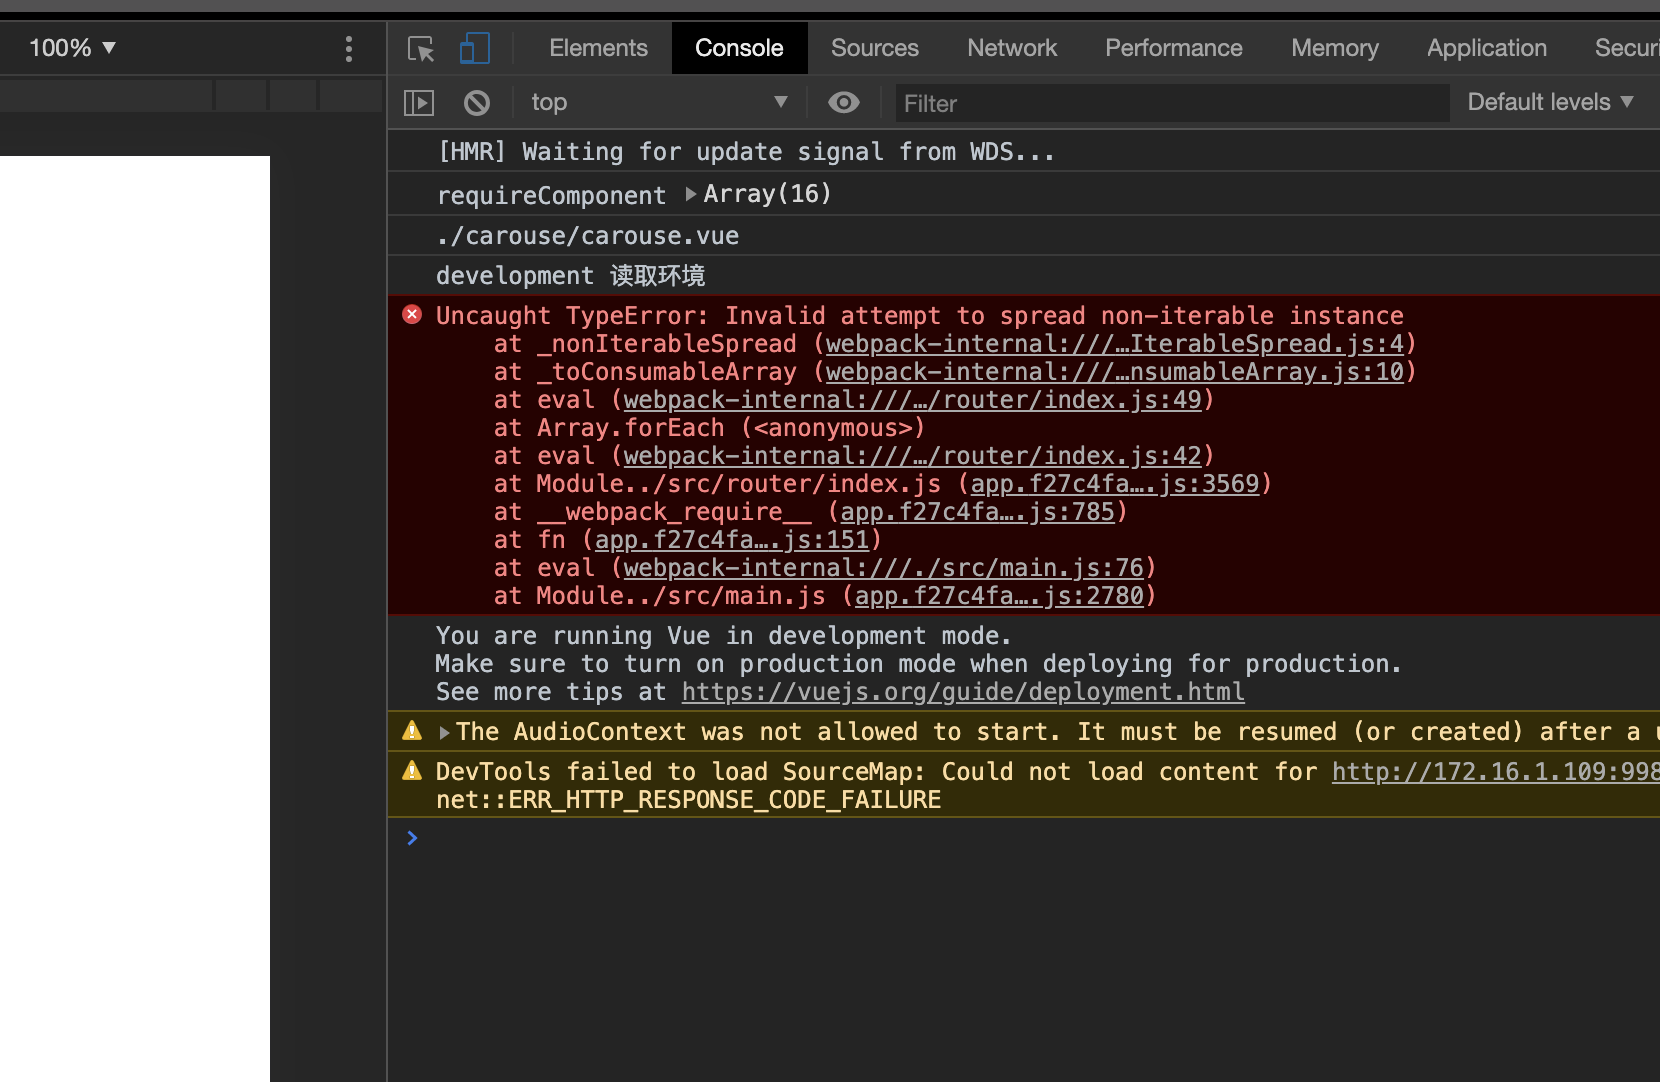 100% ▼
Elements Console Sources Network Performance Memory Application Securi
top ▼ Filter Default levels ▼
[HMR] Waiting for update signal from WDS...
requireComponent ▶Array(16)
./carouse/carouse.vue
development 读取环境
Uncaught TypeError: Invalid attempt to spread non-iterable instance
at _nonIterableSpread (webpack-internal:///…IterableSpread.js:4)
at _toConsumableArray (webpack-internal:///…nsumableArray.js:10)
at eval (webpack-internal:///…/router/index.js:49)
at Array.forEach (<anonymous>)
at eval (webpack-internal:///…/router/index.js:42)
at Module../src/router/index.js (app.f27c4fa….js:3569)
at __webpack_require__ (app.f27c4fa….js:785)
at fn (app.f27c4fa….js:151)
at eval (webpack-internal:///./src/main.js:76)
at Module../src/main.js (app.f27c4fa….js:2780)
You are running Vue in development mode.
Make sure to turn on production mode when deploying for production.
See more tips at https://vuejs.org/guide/deployment.html
▶The AudioContext was not allowed to start. It must be resumed (or created) after a u
DevTools failed to load SourceMap: Could not load content for http://172.16.1.109:998
net::ERR_HTTP_RESPONSE_CODE_FAILURE